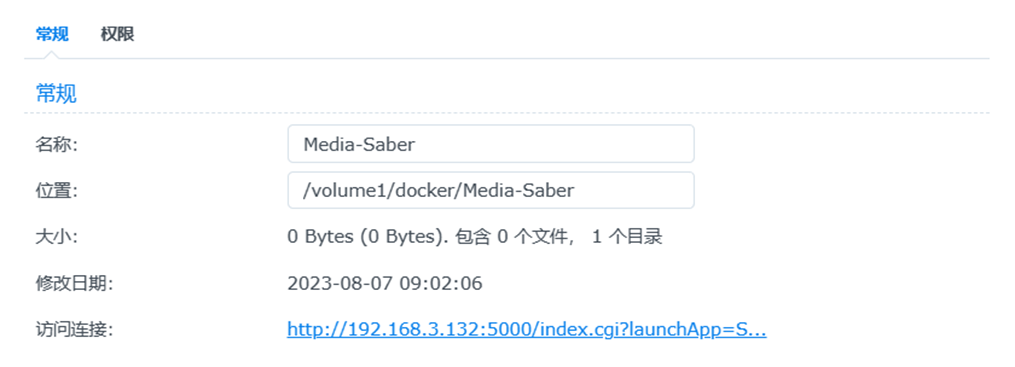 常规 权限
常规
名称: Media-Saber
位置: /volume1/docker/Media-Saber
大小: 0 Bytes (0 Bytes). 包含 0 个文件， 1 个目录
修改日期: 2023-08-07 09:02:06
访问连接: http://192.168.3.132:5000/index.cgi?launchApp=S...